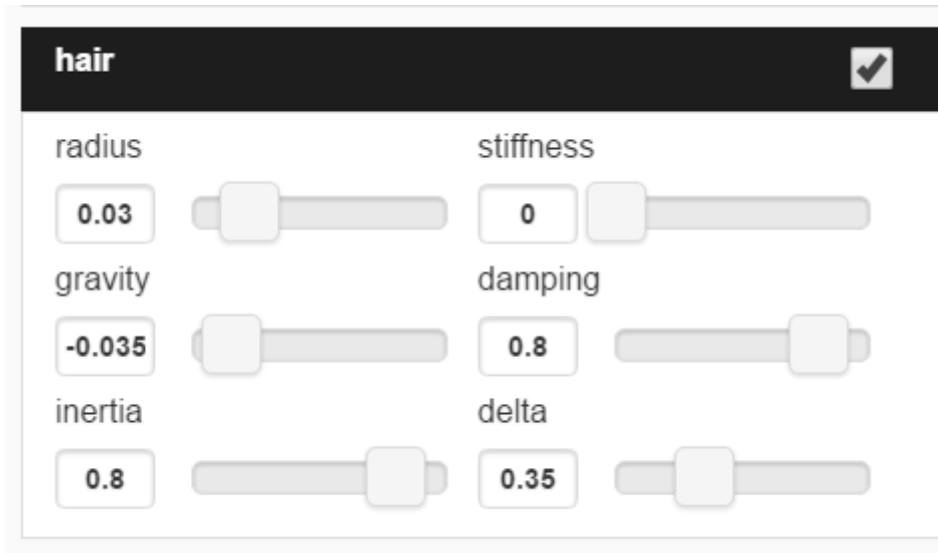 hair
radius stiffness
0.03 0
gravity damping
-0.035 0.8
inertia delta
0.8 0.35